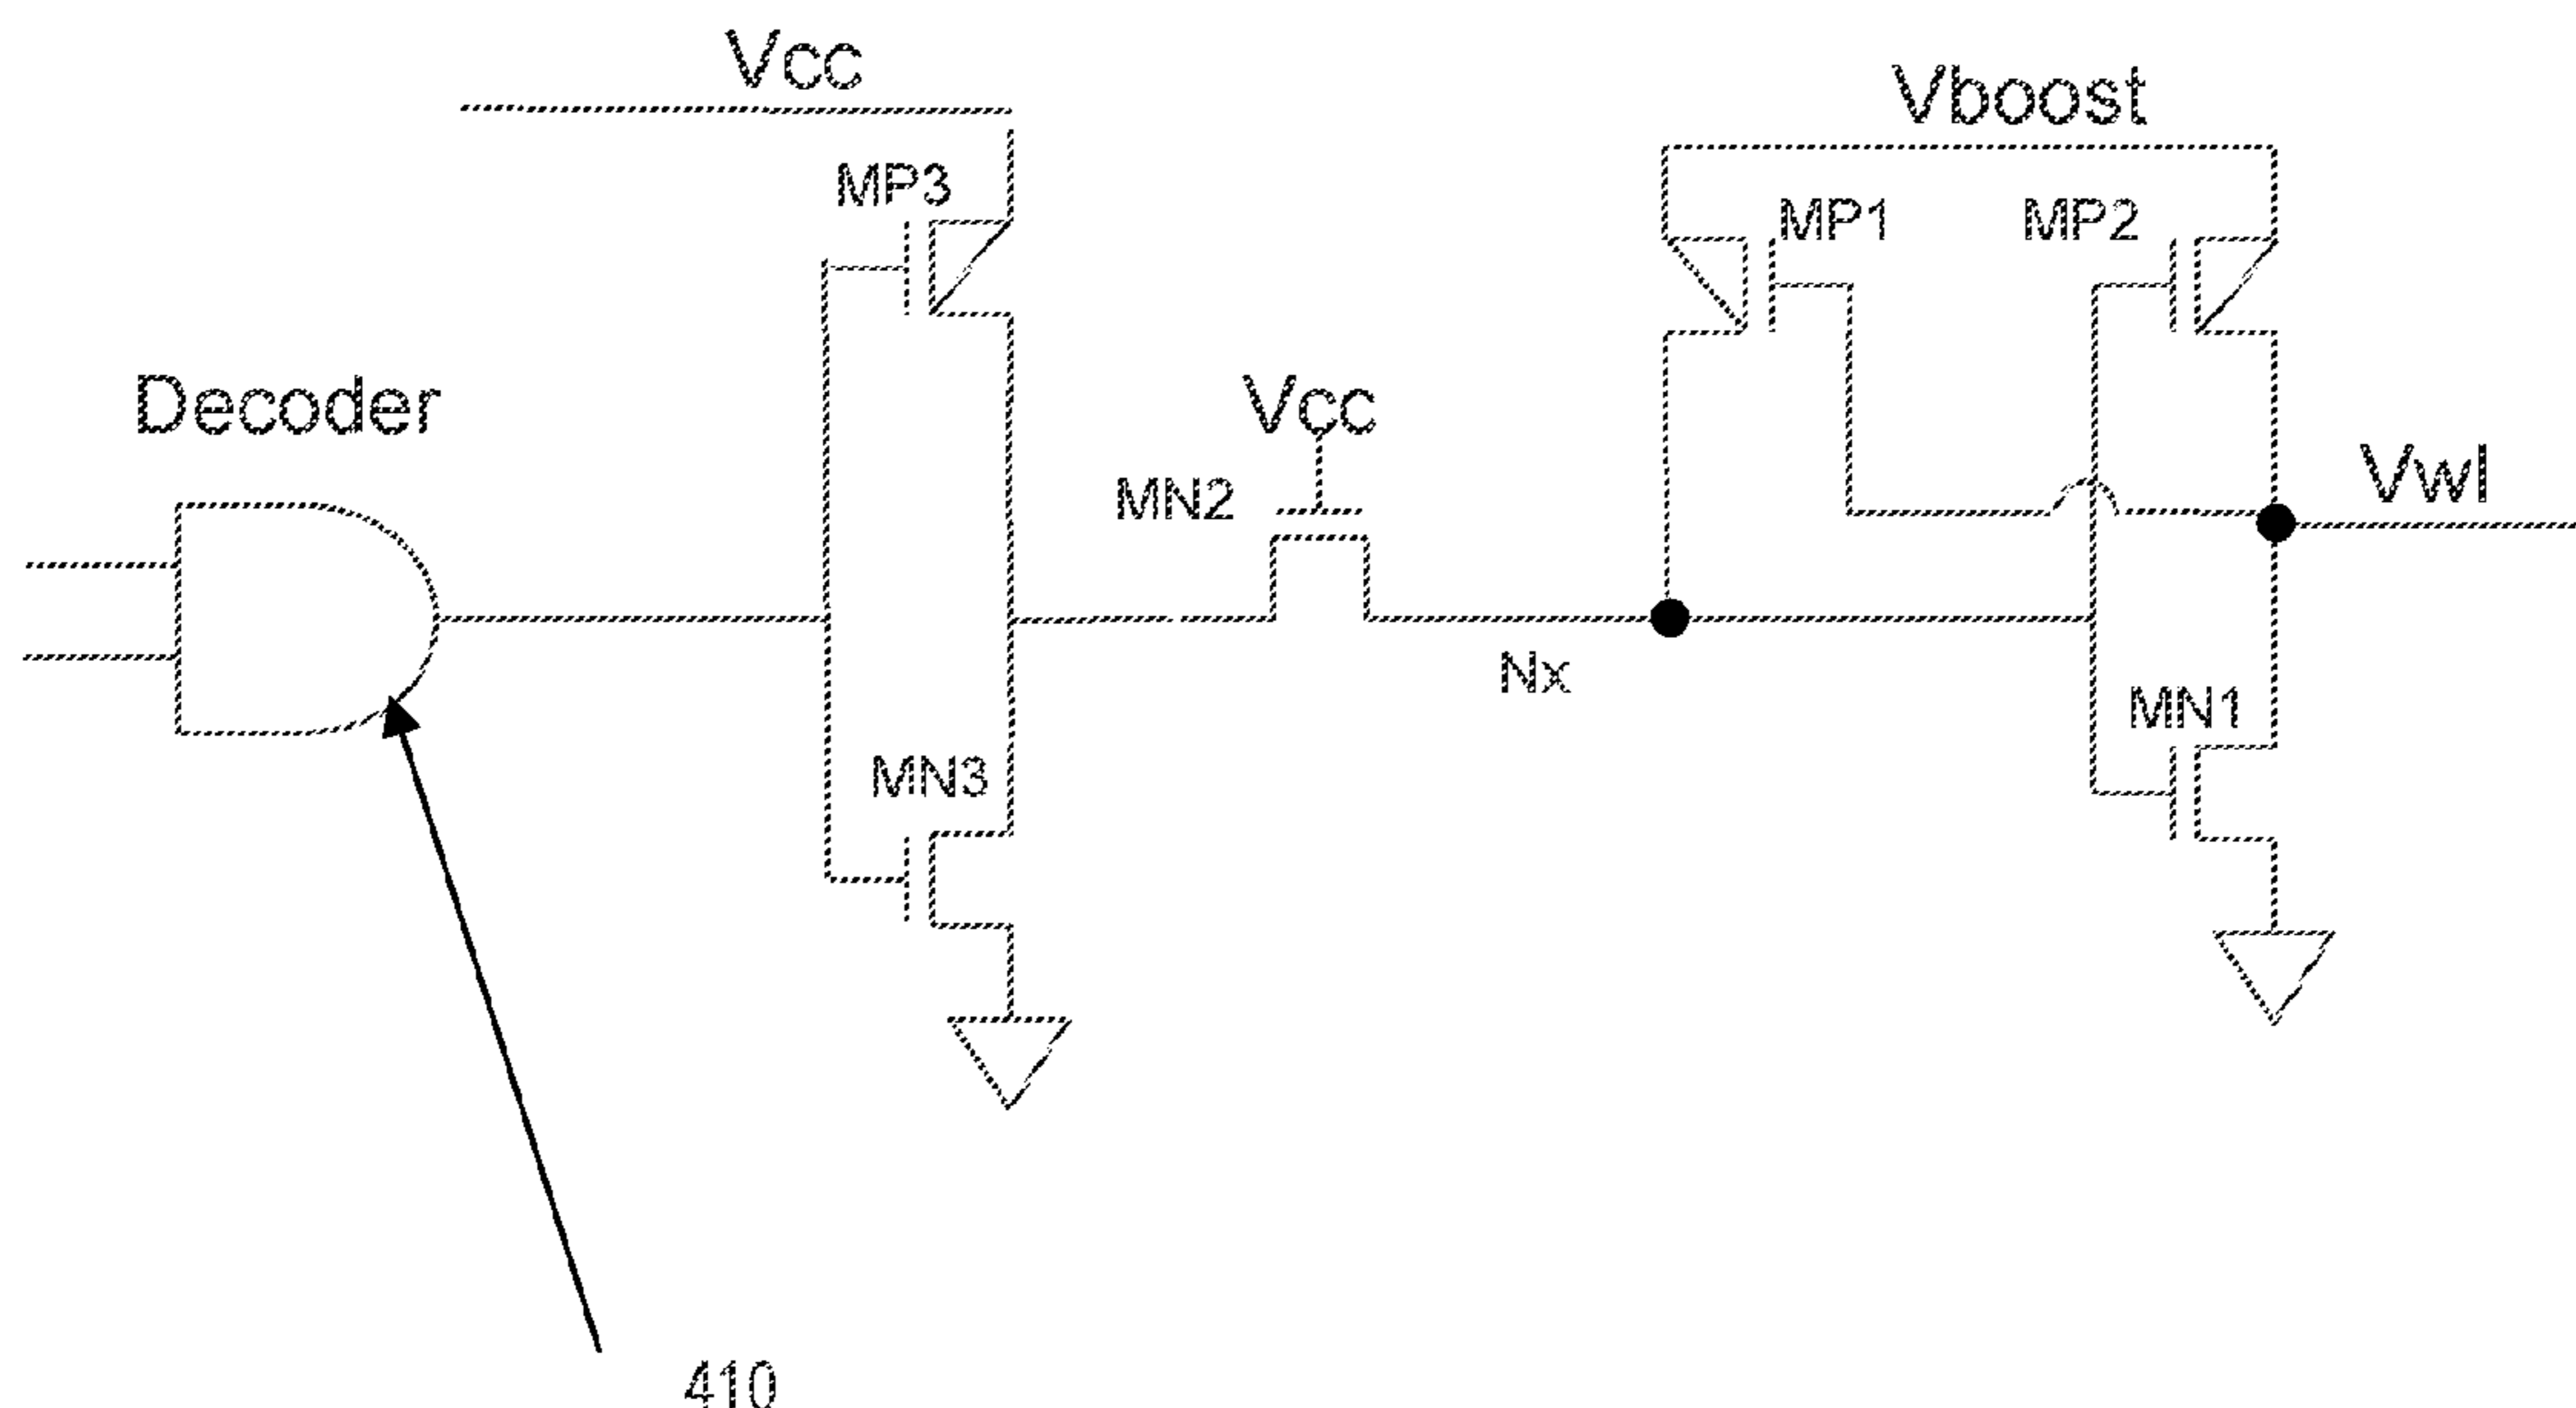 Vcc
Vboost
MP3
MP1
MP2
Decoder
Vcc
MN2
Vwl
Nx
MN1
MN3
410